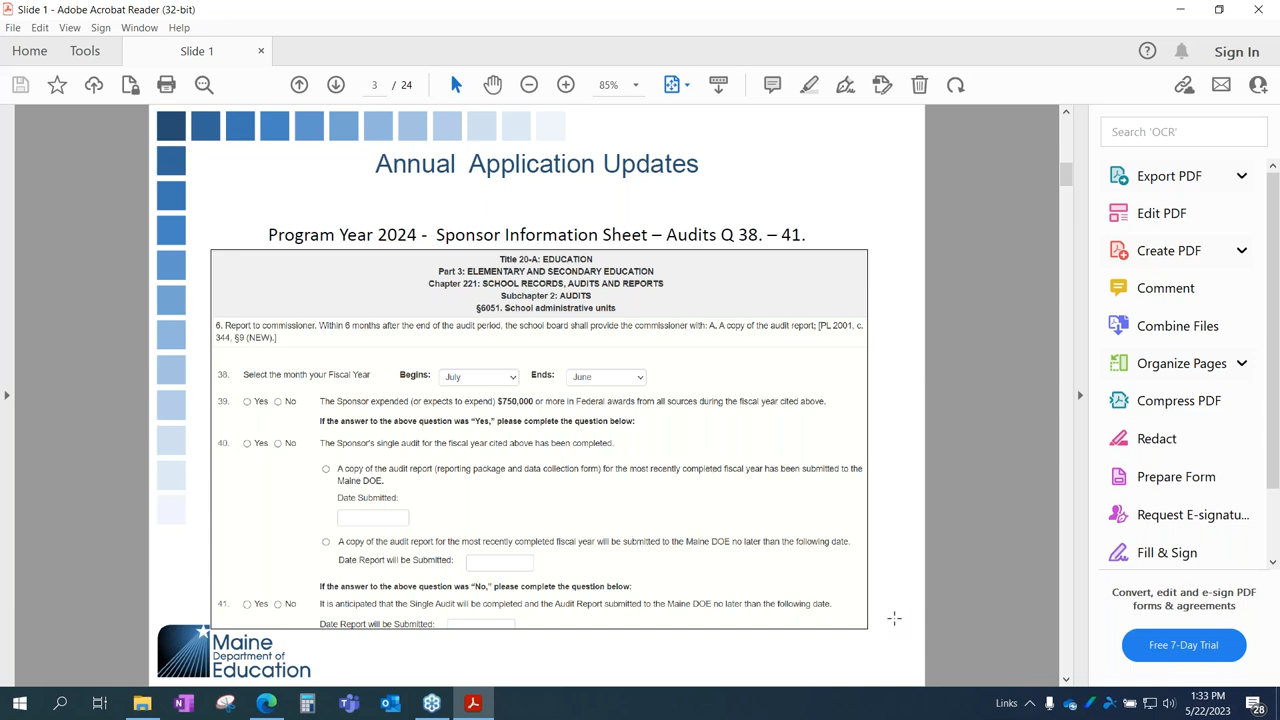 Slide 1 - Adobe Acrobat Reader (32-bit)
File Edit View Sign Window Help
Home Tools Slide 1 × Sign In
3 / 24 85%
Annual Application Updates
Program Year 2024 - Sponsor Information Sheet – Audits Q 38. – 41.
Title 20-A: EDUCATION
Part 3: ELEMENTARY AND SECONDARY EDUCATION
Chapter 221: SCHOOL RECORDS, AUDITS AND REPORTS
Subchapter 2: AUDITS
§6051. School administrative units
6. Report to commissioner. Within 6 months after the end of the audit period, the school board shall provide the commissioner with: A. A copy of the audit report; [PL 2001, c.
344, §9 (NEW).]
38. Select the month your Fiscal Year Begins: July Ends: June
39. Yes No The Sponsor expended (or expects to expend) $750,000 or more in Federal awards from all sources during the fiscal year cited above.
If the answer to the above question was "Yes," please complete the question below:
40. Yes No The Sponsor's single audit for the fiscal year cited above has been completed.
A copy of the audit report (reporting package and data collection form) for the most recently completed fiscal year has been submitted to the
Maine DOE.
Date Submitted:
A copy of the audit report for the most recently completed fiscal year will be submitted to the Maine DOE no later than the following date.
Date Report will be Submitted:
If the answer to the above question was "No," please complete the question below:
41. Yes No It is anticipated that the Single Audit will be completed and the Audit Report submitted to the Maine DOE no later than the following date.
Date Report will be Submitted:
Maine
Department of
Education
Search 'OCR'
Export PDF
Edit PDF
Create PDF
Comment
Combine Files
Organize Pages
Compress PDF
Redact
Prepare Form
Request E-signatu...
Fill & Sign
Convert, edit and e-sign PDF
forms & agreements
Free 7-Day Trial
Links
1:33 PM
5/22/2023
28